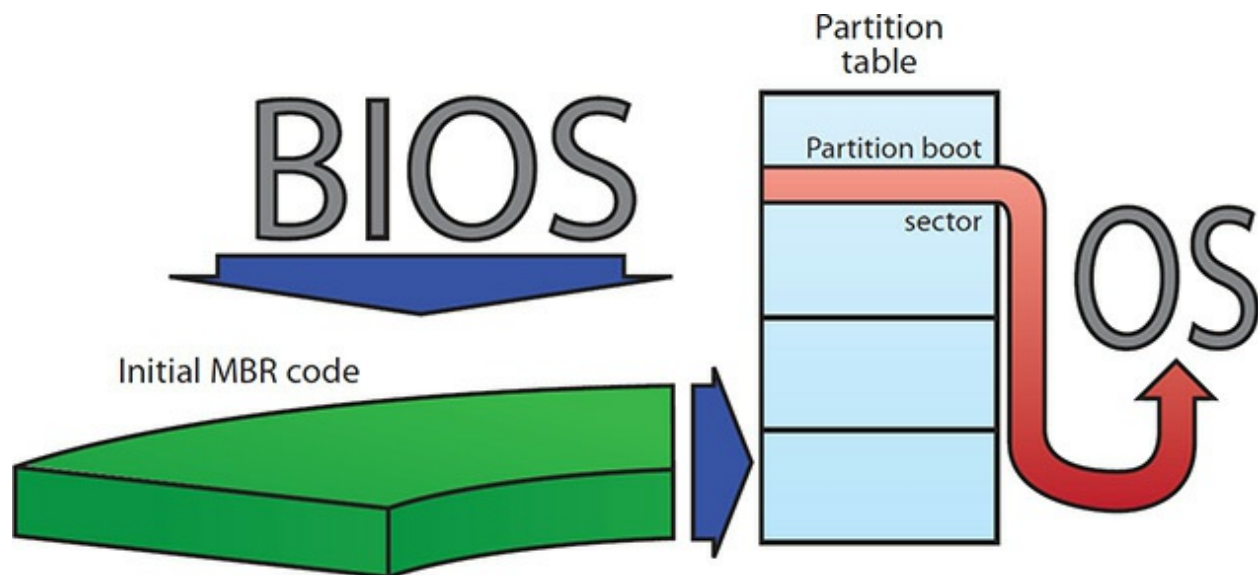 BIOS
Initial MBR code
Partition
table
Partition boot
sector
OS